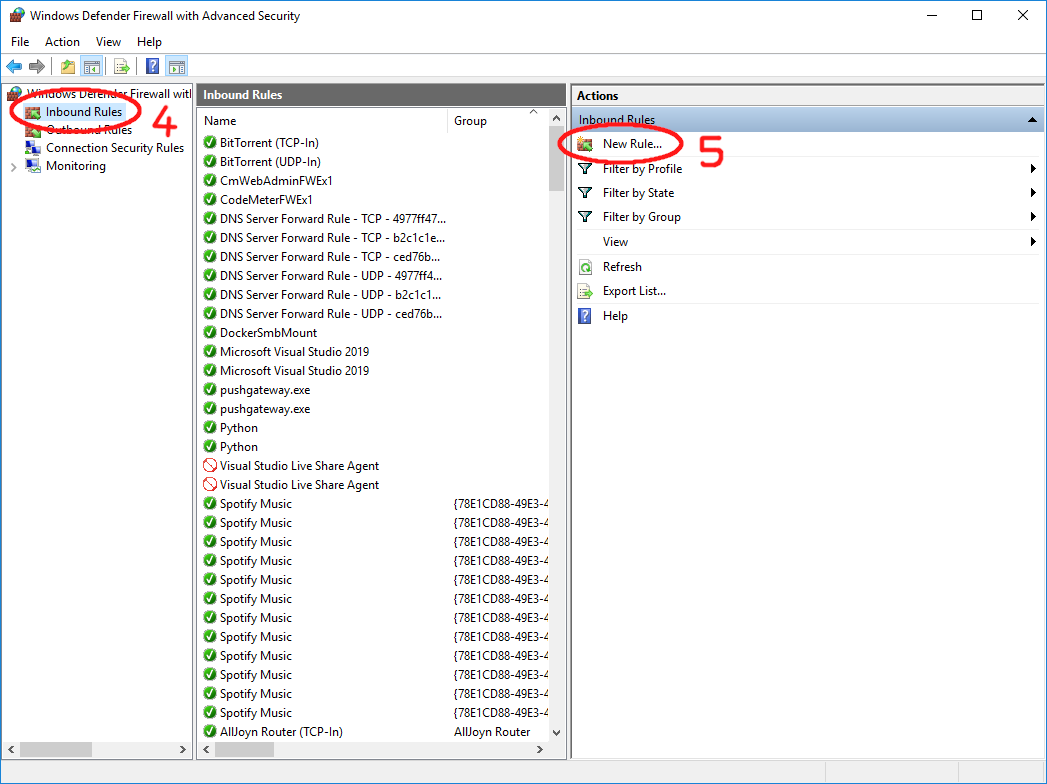 Windows Defender Firewall with Advanced Security
File Action View Help
Windows Defender Firewall wit
Inbound Rules
4
Outbound Rules
Connection Security Rules
Monitoring
Inbound Rules
Name Group
BitTorrent (TCP-In)
BitTorrent (UDP-In)
CmWebAdminFWEx1
CodeMeterFWEx1
DNS Server Forward Rule - TCP - 4977ff47...
DNS Server Forward Rule - TCP - b2c1c1e...
DNS Server Forward Rule - TCP - ced76b...
DNS Server Forward Rule - UDP - 4977ff4...
DNS Server Forward Rule - UDP - b2c1c1...
DNS Server Forward Rule - UDP - ced76b...
DockerSmbMount
Microsoft Visual Studio 2019
Microsoft Visual Studio 2019
pushgateway.exe
pushgateway.exe
Python
Python
Visual Studio Live Share Agent
Visual Studio Live Share Agent
Spotify Music {78E1CD88-49E3-4
Spotify Music {78E1CD88-49E3-4
Spotify Music {78E1CD88-49E3-4
Spotify Music {78E1CD88-49E3-4
Spotify Music {78E1CD88-49E3-4
Spotify Music {78E1CD88-49E3-4
Spotify Music {78E1CD88-49E3-4
Spotify Music {78E1CD88-49E3-4
Spotify Music {78E1CD88-49E3-4
Spotify Music {78E1CD88-49E3-4
Spotify Music {78E1CD88-49E3-4
Spotify Music {78E1CD88-49E3-4
AllJoyn Router (TCP-In) AllJoyn Router
Actions
Inbound Rules
New Rule...
5
Filter by Profile
Filter by State
Filter by Group
View
Refresh
Export List...
Help